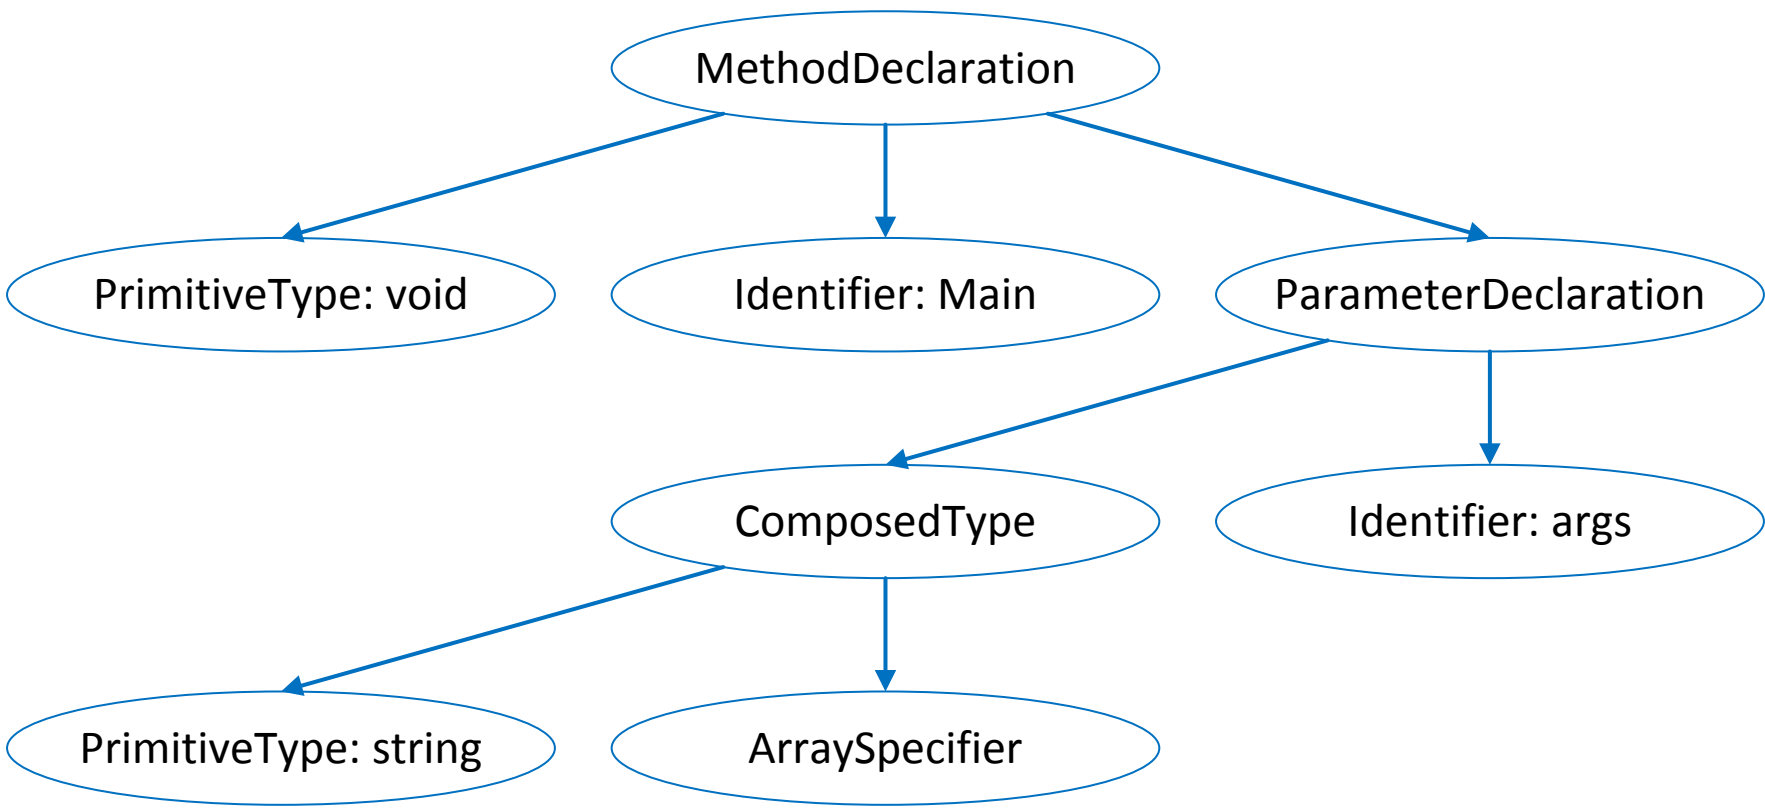 MethodDeclaration
PrimitiveType: void
Identifier: Main
ParameterDeclaration
ComposedType
Identifier: args
PrimitiveType: string
ArraySpecifier